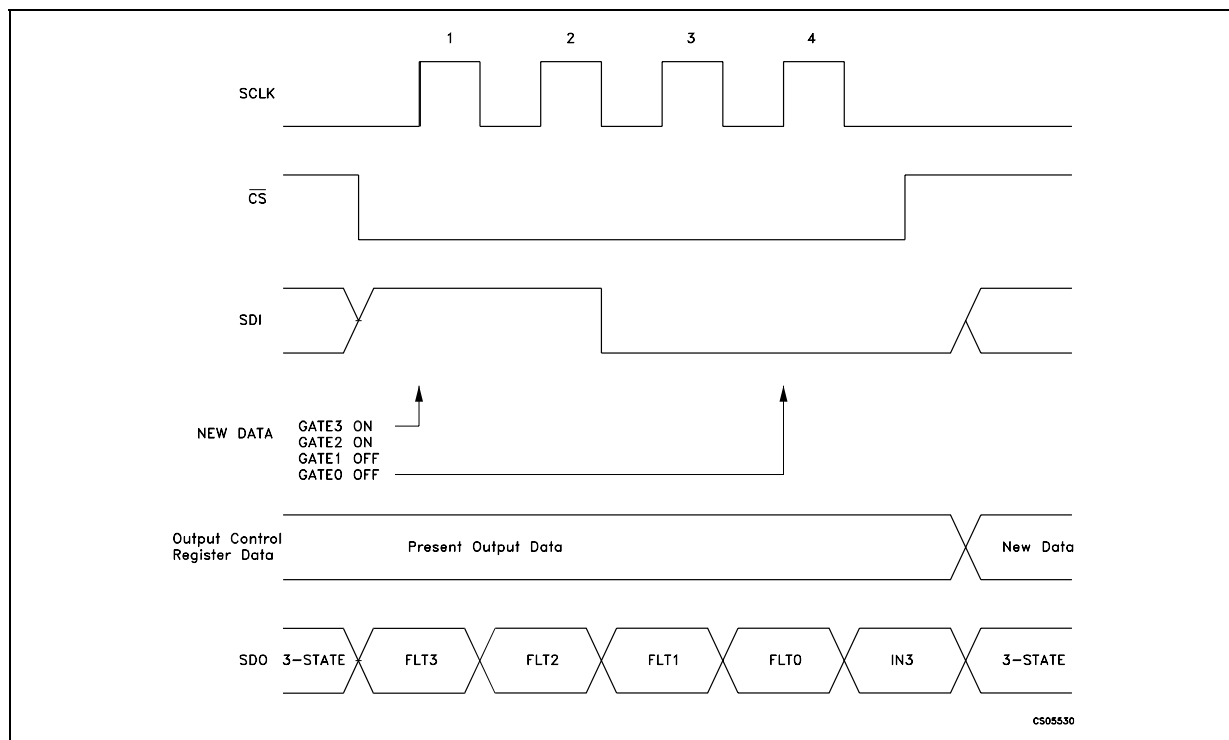 1 2 3 4
SCLK
CS
SDI
NEW DATA
GATE3 ON
GATE2 ON
GATE1 OFF
GATE0 OFF
Output Control
Register Data
Present Output Data
New Data
SDO
3-STATE
FLT3
FLT2
FLT1
FLT0
IN3
3-STATE
CS05530